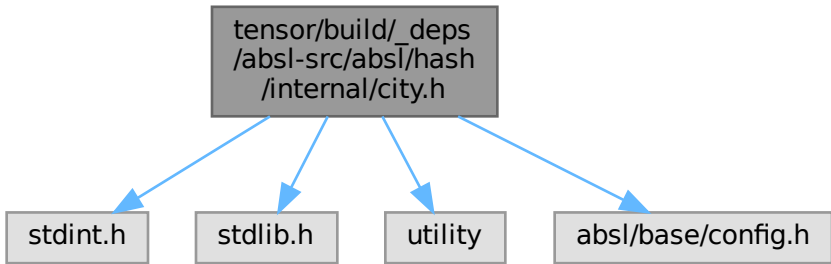 tensor/build/_deps
/absl-src/absl/hash
/internal/city.h
stdint.h
stdlib.h
utility
absl/base/config.h